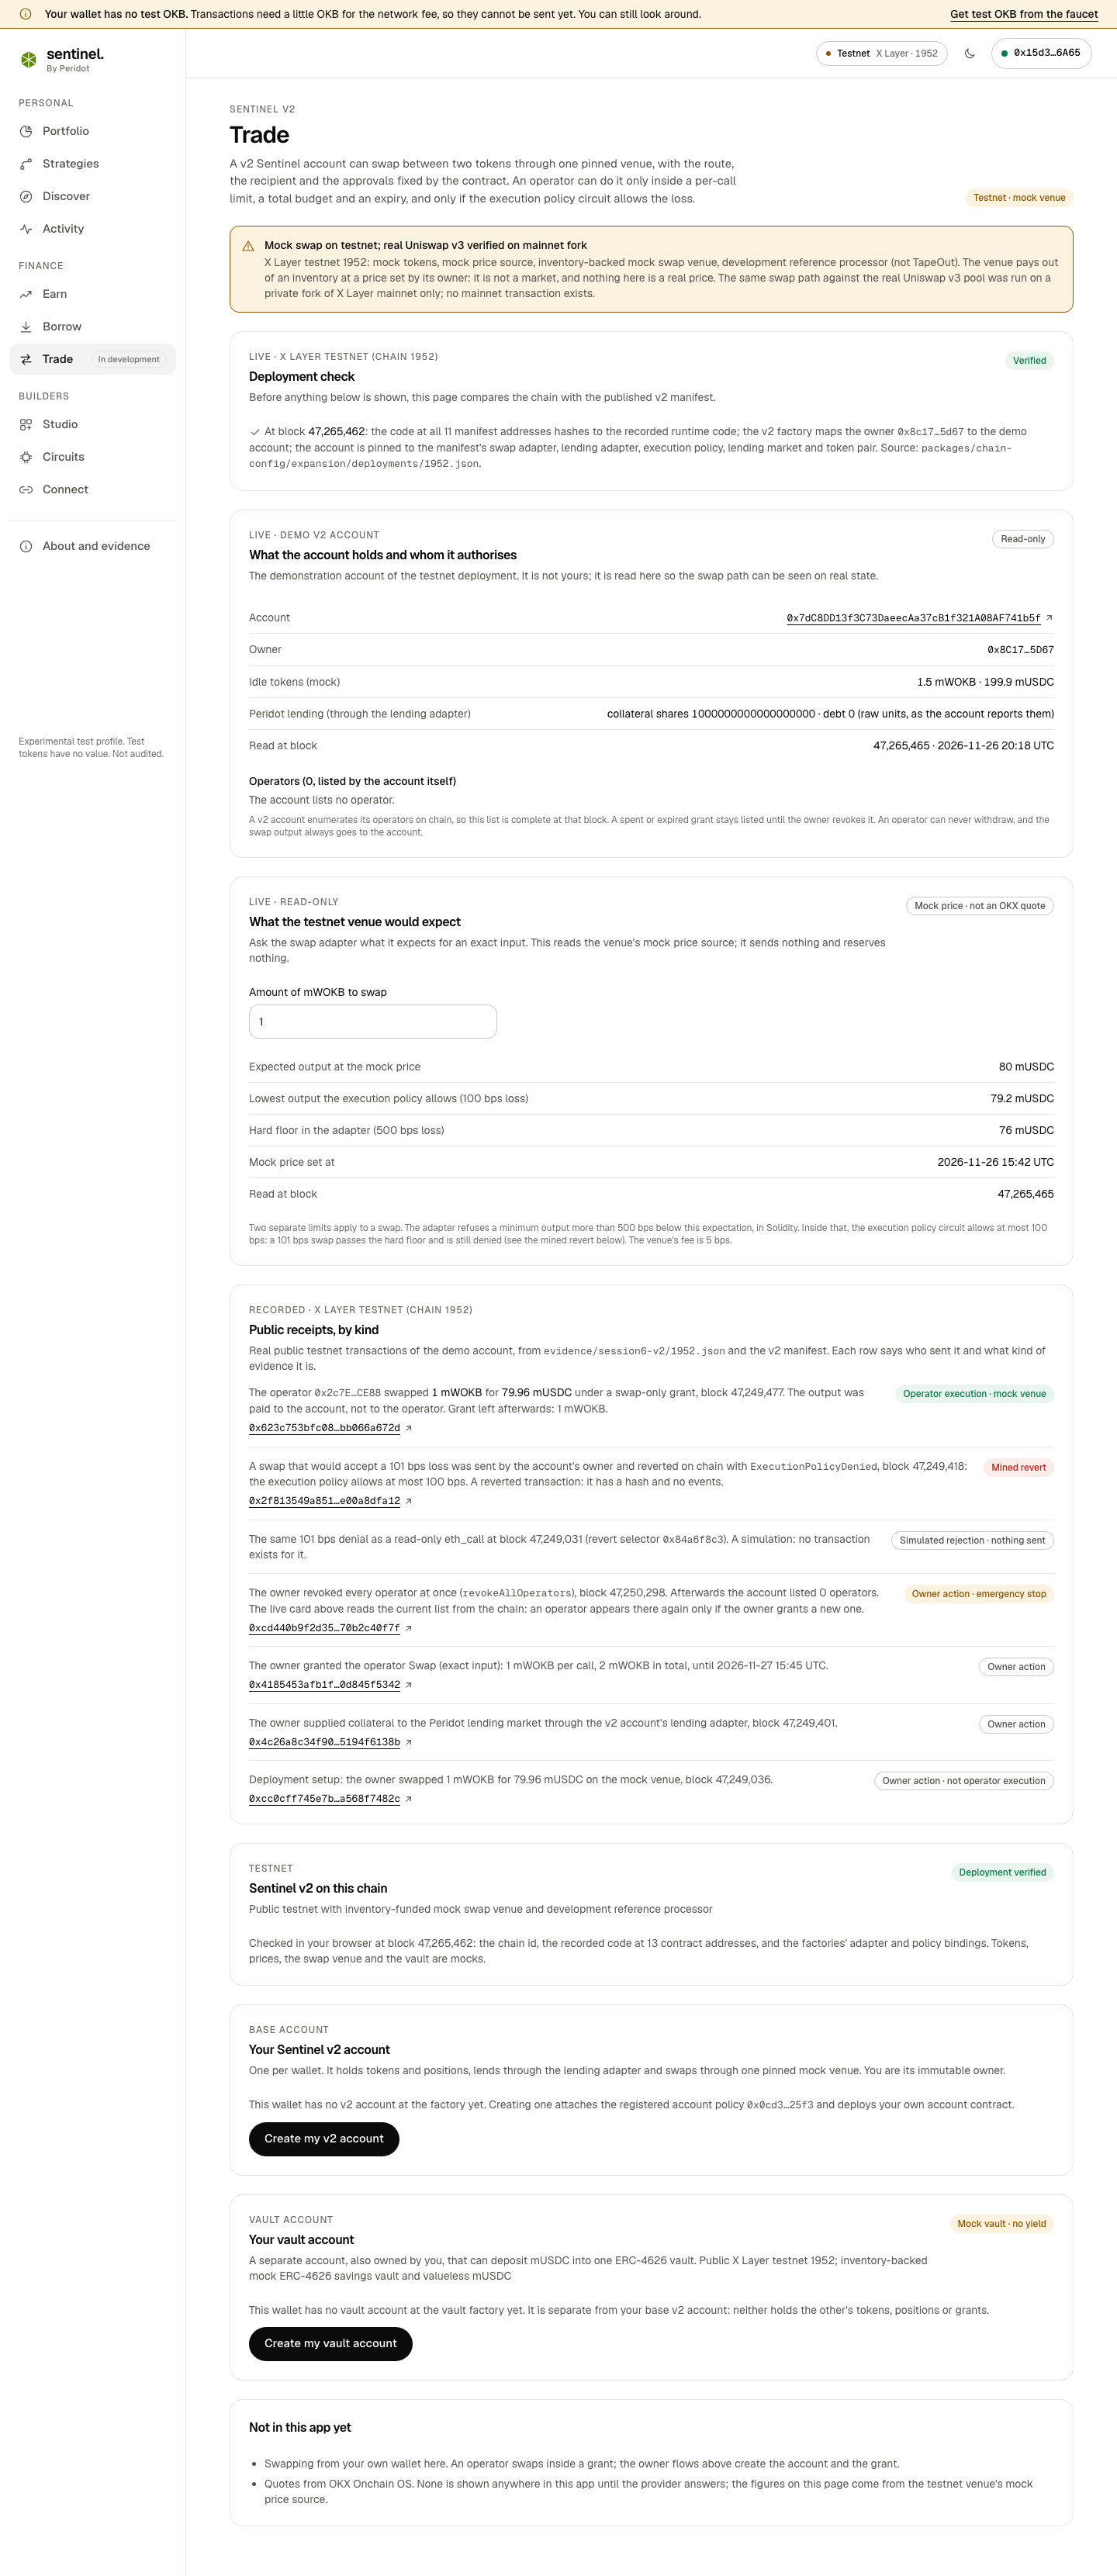 Your wallet has no test OKB. Transactions need a little OKB for the network fee, so they cannot be sent yet. You can still look around.
Get test OKB from the faucet
sentinel.
By Peridot
Testnet X Layer · 1952
0x15d3…6A65
PERSONAL
Portfolio
Strategies
Discover
Activity
FINANCE
Earn
Borrow
Trade
In development
BUILDERS
Studio
Circuits
Connect
About and evidence
Experimental test profile. Test
tokens have no value. Not audited.
SENTINEL V2
Trade
A v2 Sentinel account can swap between two tokens through one pinned venue, with the route,
the recipient and the approvals fixed by the contract. An operator can do it only inside a per-call
limit, a total budget and an expiry, and only if the execution policy circuit allows the loss.
Testnet · mock venue
Mock swap on testnet; real Uniswap v3 verified on mainnet fork
X Layer testnet 1952: mock tokens, mock price source, inventory-backed mock swap venue, development reference processor (not TapeOut). The venue pays out
of an inventory at a price set by its owner: it is not a market, and nothing here is a real price. The same swap path against the real Uniswap v3 pool was run on a
private fork of X Layer mainnet only; no mainnet transaction exists.
LIVE · X LAYER TESTNET (CHAIN 1952)
Verified
Deployment check
Before anything below is shown, this page compares the chain with the published v2 manifest.
At block 47,265,462: the code at all 11 manifest addresses hashes to the recorded runtime code; the v2 factory maps the owner 0x8c17…5d67 to the demo
account; the account is pinned to the manifest's swap adapter, lending adapter, execution policy, lending market and token pair. Source: packages/chain-
config/expansion/deployments/1952.json.
LIVE · DEMO V2 ACCOUNT
Read-only
What the account holds and whom it authorises
The demonstration account of the testnet deployment. It is not yours; it is read here so the swap path can be seen on real state.
Account
0x7dC8DD13f3C73DaeecAa37cB1f321A08AF741b5f
Owner
0x8C17…5D67
Idle tokens (mock)
1.5 mWOKB · 199.9 mUSDC
Peridot lending (through the lending adapter)
collateral shares 1000000000000000000 · debt 0 (raw units, as the account reports them)
Read at block
47,265,465 · 2026-11-26 20:18 UTC
Operators (0, listed by the account itself)
The account lists no operator.
A v2 account enumerates its operators on chain, so this list is complete at that block. A spent or expired grant stays listed until the owner revokes it. An operator can never withdraw, and the
swap output always goes to the account.
LIVE · READ-ONLY
Mock price · not an OKX quote
What the testnet venue would expect
Ask the swap adapter what it expects for an exact input. This reads the venue's mock price source; it sends nothing and reserves
nothing.
Amount of mWOKB to swap
1
Expected output at the mock price
80 mUSDC
Lowest output the execution policy allows (100 bps loss)
79.2 mUSDC
Hard floor in the adapter (500 bps loss)
76 mUSDC
Mock price set at
2026-11-26 15:42 UTC
Read at block
47,265,465
Two separate limits apply to a swap. The adapter refuses a minimum output more than 500 bps below this expectation, in Solidity. Inside that, the execution policy circuit allows at most 100
bps: a 101 bps swap passes the hard floor and is still denied (see the mined revert below). The venue's fee is 5 bps.
RECORDED · X LAYER TESTNET (CHAIN 1952)
Public receipts, by kind
Real public testnet transactions of the demo account, from evidence/session6-v2/1952.json and the v2 manifest. Each row says who sent it and what kind of
evidence it is.
The operator 0x2c7E…CE88 swapped 1 mWOKB for 79.96 mUSDC under a swap-only grant, block 47,249,477. The output was
paid to the account, not to the operator. Grant left afterwards: 1 mWOKB.
Operator execution · mock venue
0x623c753bfc08…bb066a672d
A swap that would accept a 101 bps loss was sent by the account's owner and reverted on chain with ExecutionPolicyDenied, block 47,249,418:
the execution policy allows at most 100 bps. A reverted transaction: it has a hash and no events.
Mined revert
0x2f813549a851…e00a8dfa12
The same 101 bps denial as a read-only eth_call at block 47,249,031 (revert selector 0x84a6f8c3). A simulation: no transaction
exists for it.
Simulated rejection · nothing sent
The owner revoked every operator at once (revokeAllOperators), block 47,250,298. Afterwards the account listed 0 operators.
The live card above reads the current list from the chain: an operator appears there again only if the owner grants a new one.
Owner action · emergency stop
0xcd440b9f2d35…70b2c40f7f
The owner granted the operator Swap (exact input): 1 mWOKB per call, 2 mWOKB in total, until 2026-11-27 15:45 UTC.
Owner action
0x4185453afb1f…0d845f5342
The owner supplied collateral to the Peridot lending market through the v2 account's lending adapter, block 47,249,401.
Owner action
0x4c26a8c34f90…5194f6138b
Deployment setup: the owner swapped 1 mWOKB for 79.96 mUSDC on the mock venue, block 47,249,036.
Owner action · not operator execution
0xcc0cff745e7b…a568f7482c
TESTNET
Deployment verified
Sentinel v2 on this chain
Public testnet with inventory-funded mock swap venue and development reference processor
Checked in your browser at block 47,265,462: the chain id, the recorded code at 13 contract addresses, and the factories' adapter and policy bindings. Tokens,
prices, the swap venue and the vault are mocks.
BASE ACCOUNT
Your Sentinel v2 account
One per wallet. It holds tokens and positions, lends through the lending adapter and swaps through one pinned mock venue. You are its immutable owner.
This wallet has no v2 account at the factory yet. Creating one attaches the registered account policy 0x0cd3…25f3 and deploys your own account contract.
Create my v2 account
VAULT ACCOUNT
Mock vault · no yield
Your vault account
A separate account, also owned by you, that can deposit mUSDC into one ERC-4626 vault. Public X Layer testnet 1952; inventory-backed
mock ERC-4626 savings vault and valueless mUSDC
This wallet has no vault account at the vault factory yet. It is separate from your base v2 account: neither holds the other's tokens, positions or grants.
Create my vault account
Not in this app yet
Swapping from your own wallet here. An operator swaps inside a grant; the owner flows above create the account and the grant.
Quotes from OKX Onchain OS. None is shown anywhere in this app until the provider answers; the figures on this page come from the testnet venue's mock
price source.